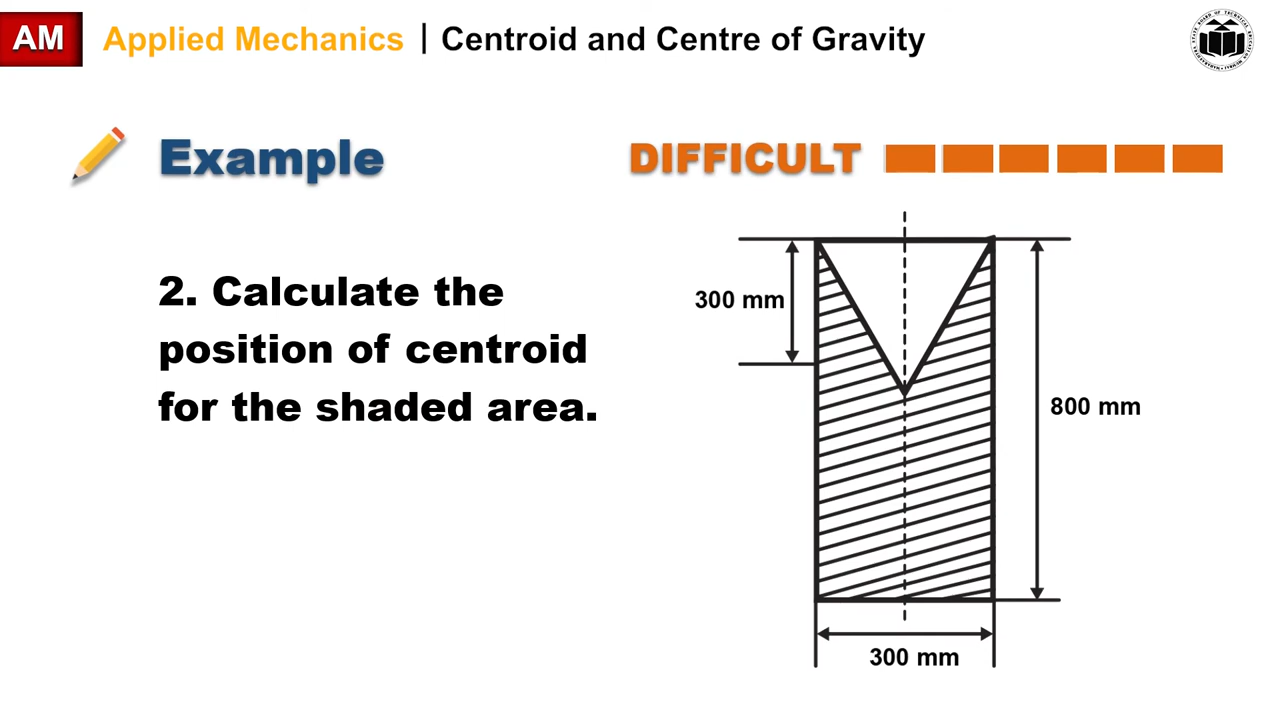 AM
Applied Mechanics | Centroid and Centre of Gravity
Example
DIFFICULT
2. Calculate the
position of centroid
for the shaded area.
300 mm
800 mm
300 mm